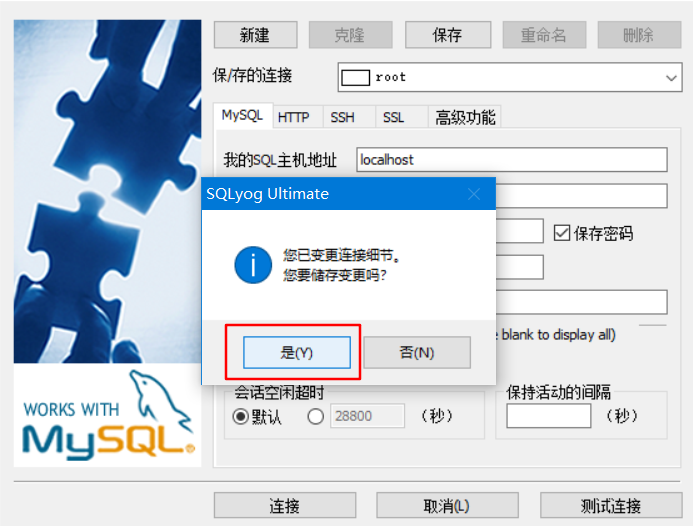 新建
克隆
保存
重命名
删除
保/存的连接
root
MySQL
HTTP
SSH
SSL
高级功能
我的SQL主机地址
localhost
SQLyog Ultimate
保存密码
您已变更连接细节。
您要储存变更吗?
blank to display all)
是(Y)
否(N)
会话空闲超时
保持活动的间隔
默认
28800
(秒)
(秒)
WORKS WITH
MySQL®
连接
取消(L)
测试连接